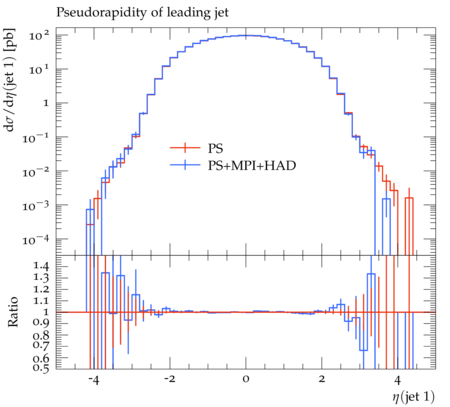 Pseudorapidity of leading jet
dσ/dη(jet 1) [pb]
10²
10¹
1
10⁻¹
10⁻²
10⁻³
10⁻⁴
PS
PS+MPI+HAD
Ratio
1.4
1.3
1.2
1.1
1
0.9
0.8
0.7
0.6
0.5
-4 -2 0 2 4
η(jet 1)